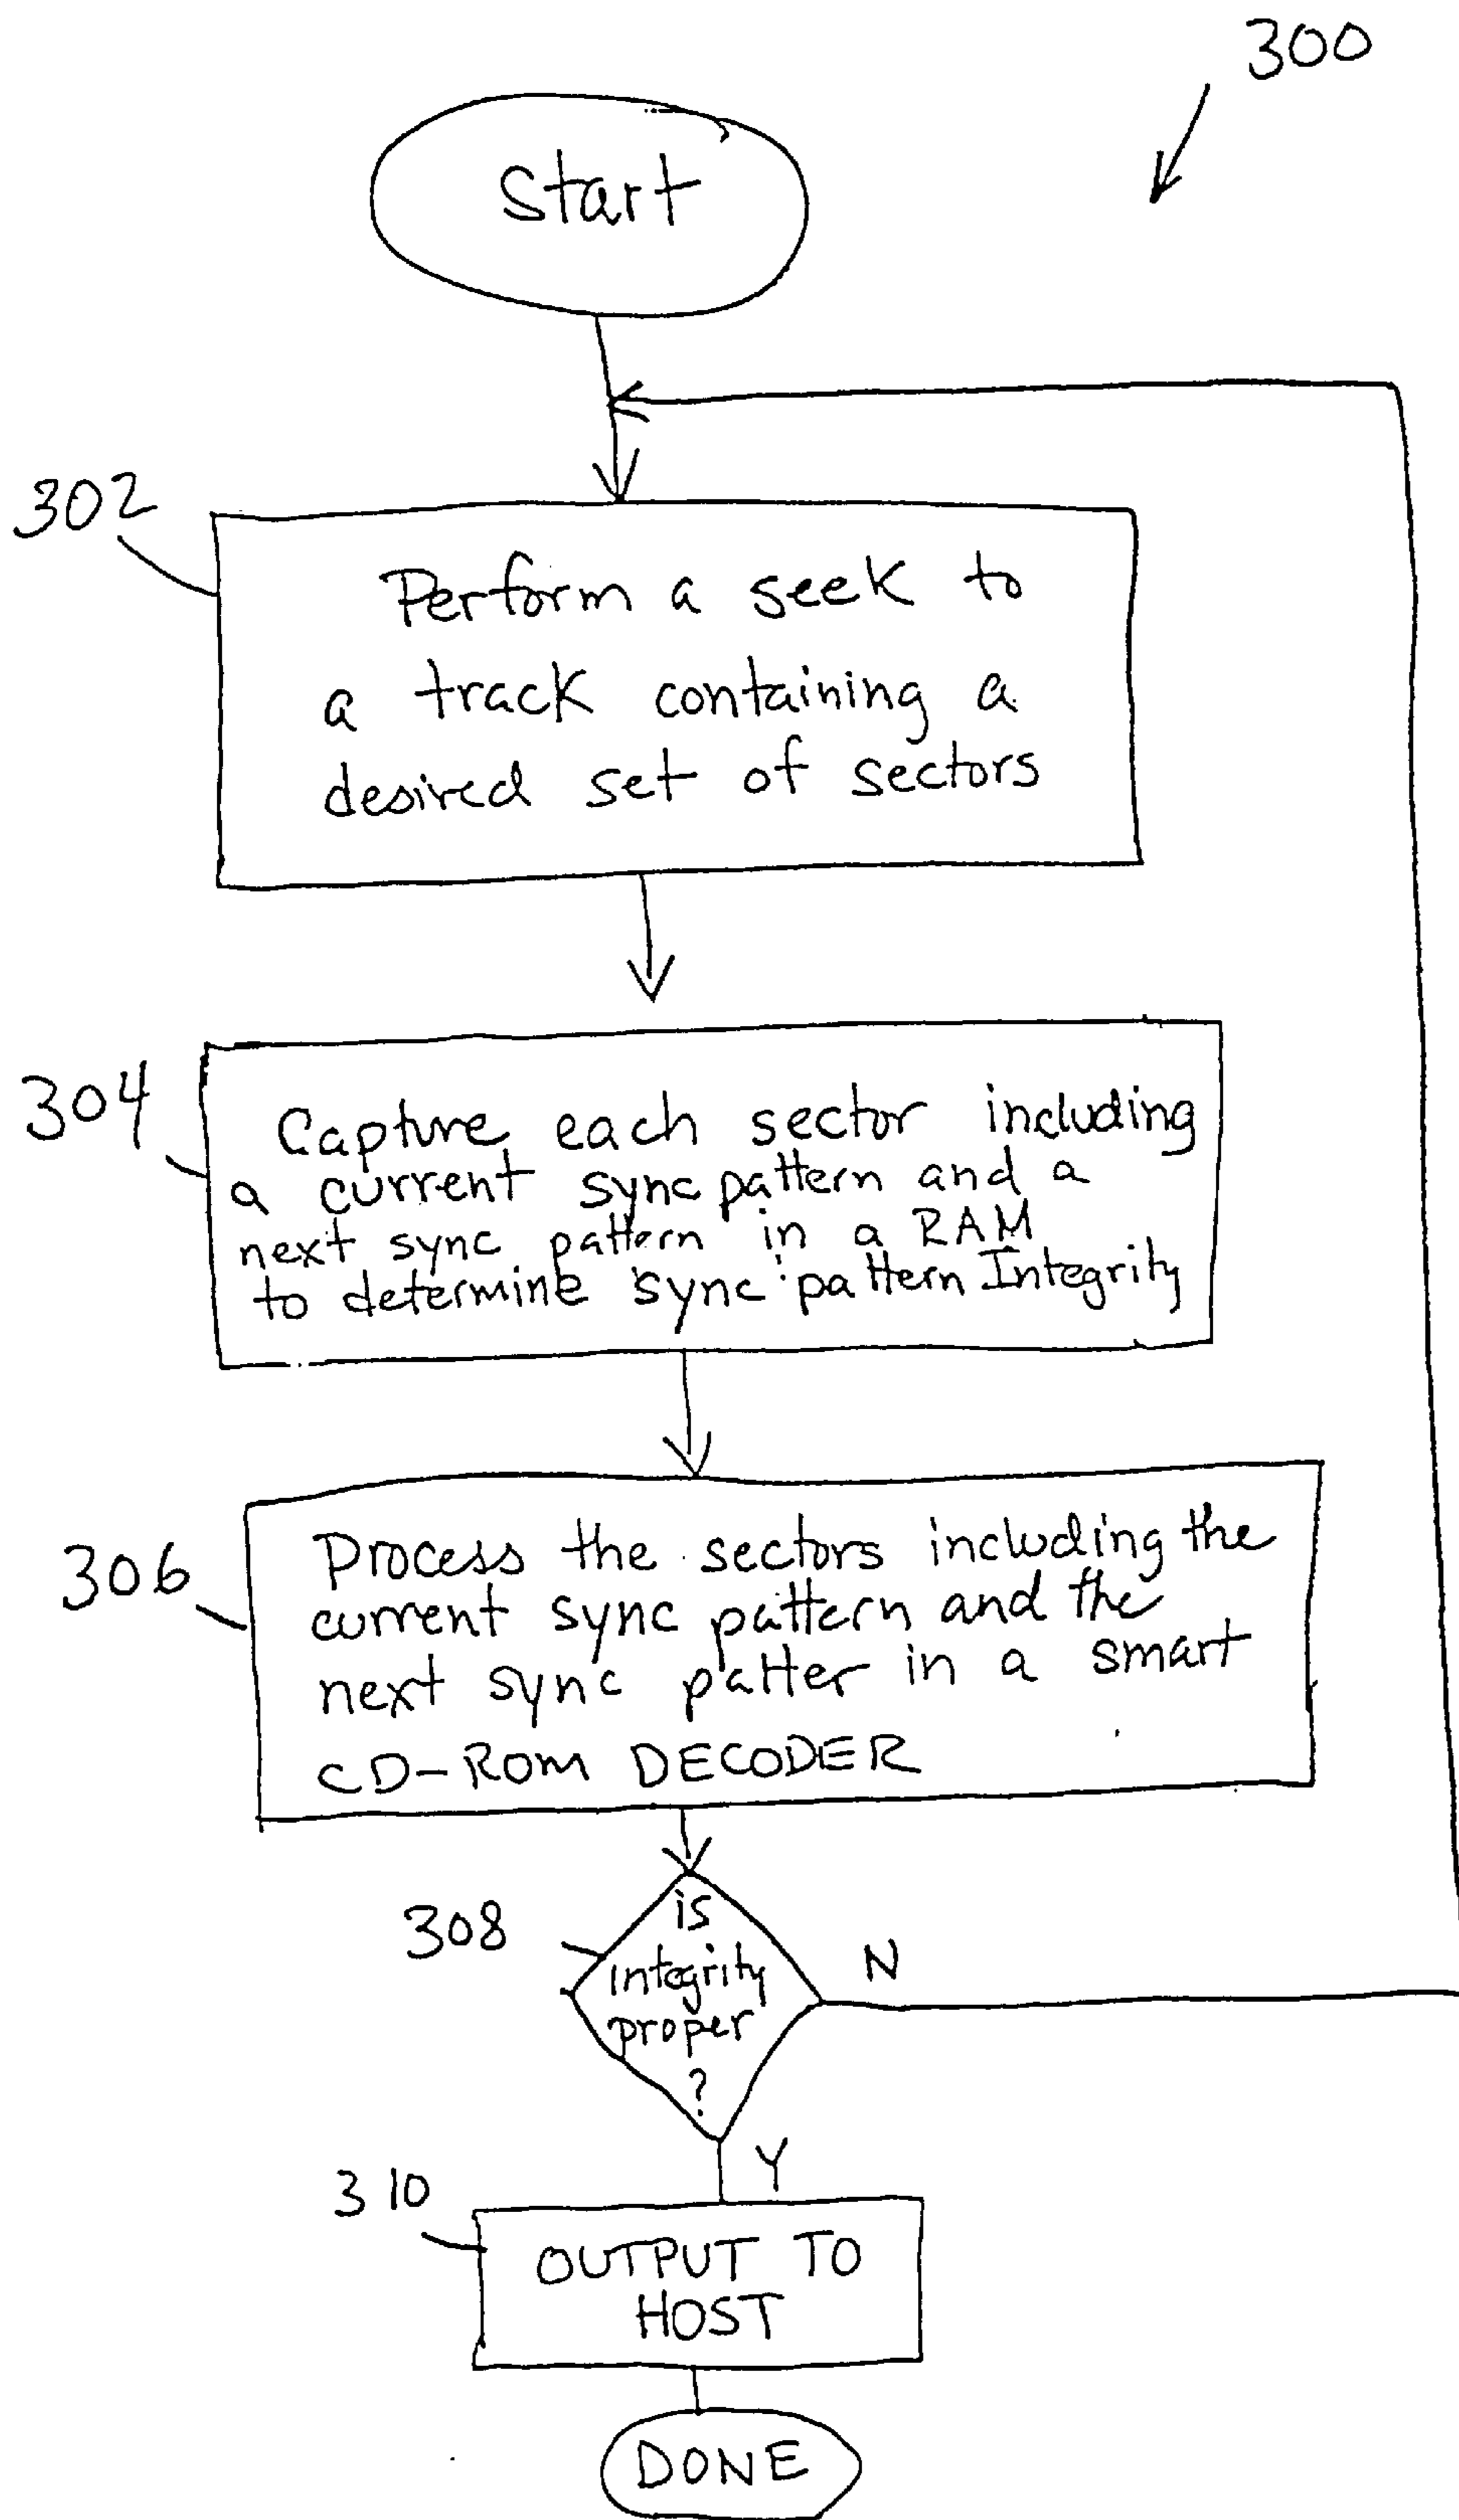 300
Start
302
Perform a seek to
a track containing a
desired set of sectors
304
Capture each sector including
a current sync pattern and a
next sync pattern in a RAM
to determine sync pattern Integrity
306
Process the sectors including the
current sync pattern and the
next sync patter in a smart
CD-ROM DECODER
308
is
integrity
proper
?
N
Y
310
OUTPUT TO
HOST
DONE